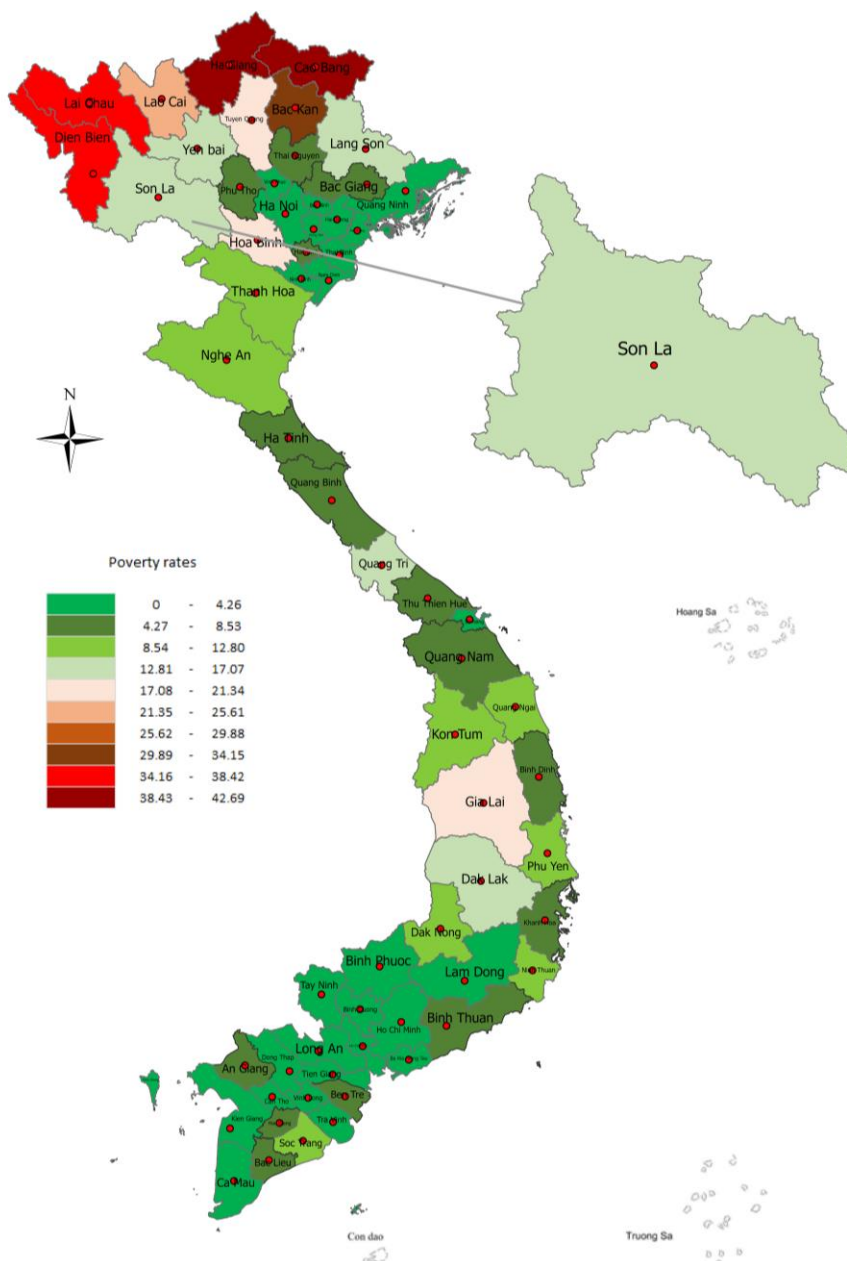 Ha Giang
Cao Bang
Lai Chau
Lao Cai
Bac Kan
Tuyen Quang
Dien Bien
Yen bai
Lang Son
Thai Nguyen
Son La
Phu Tho
Bac Giang
Ha Noi
Quang Ninh
Hoa Binh
Thanh Hoa
Nghe An
Son La
N
Ha Tinh
Quang Binh
Poverty rates
0 - 4.26
4.27 - 8.53
8.54 - 12.80
12.81 - 17.07
17.08 - 21.34
21.35 - 25.61
25.62 - 29.88
29.89 - 34.15
34.16 - 38.42
38.43 - 42.69
Quang Tri
Thu Thien Hue
Hoang Sa
Quang Nam
Quang Ngai
Kon Tum
Binh Dinh
Gia Lai
Phu Yen
Dak Lak
Khanh Hoa
Dak Nong
Binh Phuoc
Lam Dong
Ninh Thuan
Tay Ninh
Binh Duong
Ho Chi Minh
Binh Thuan
Long An
Dong Thap
An Giang
Tien Giang
Ben Tre
Can Tho
Kien Giang
Tra Vinh
Soc Trang
Bac Lieu
Ca Mau
Con dao
Truong Sa